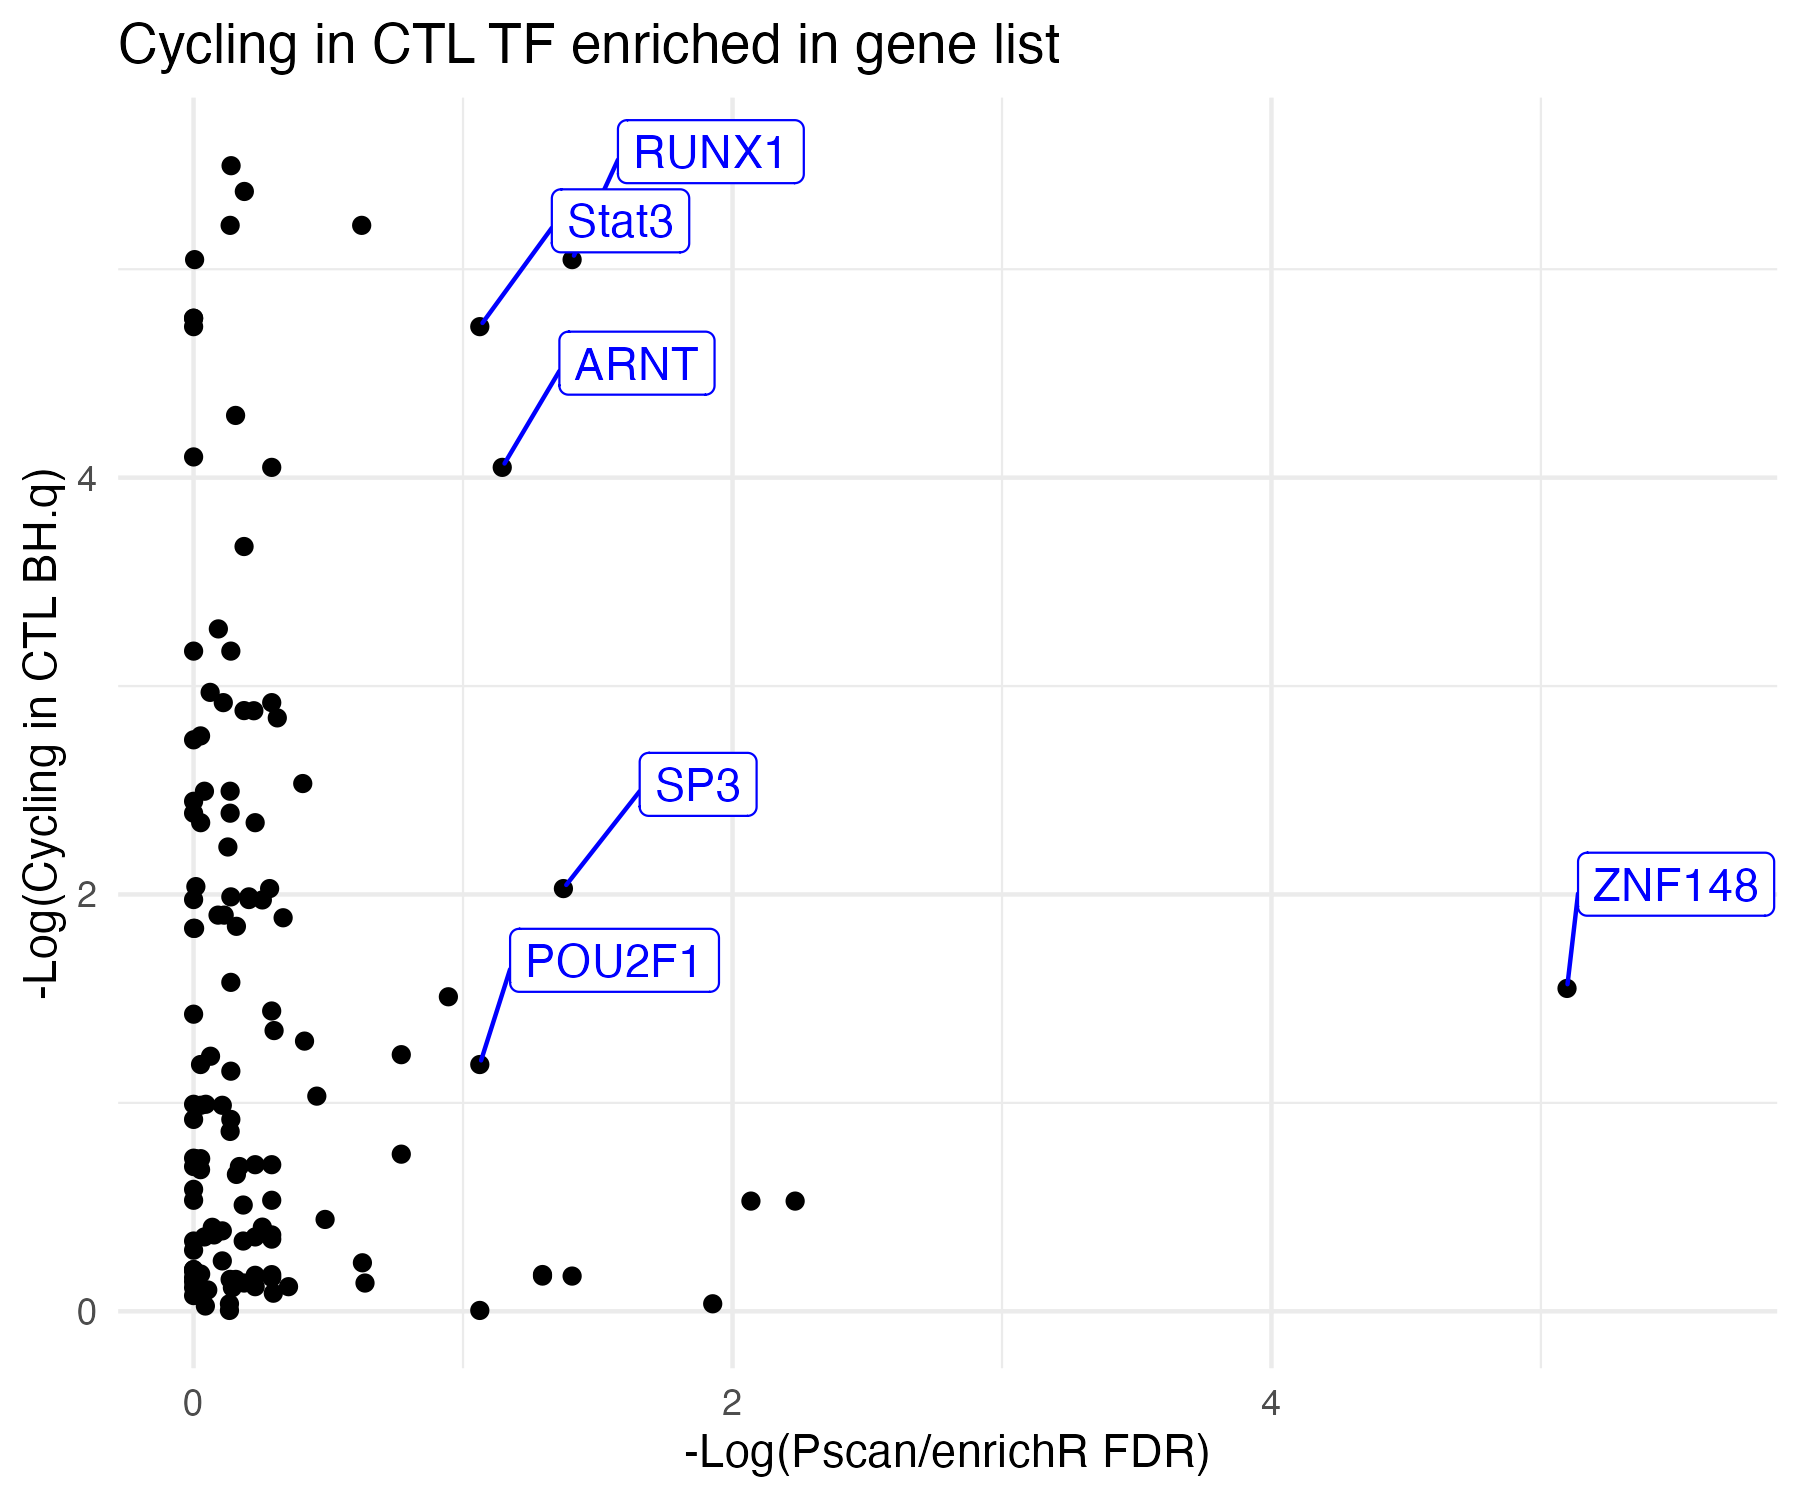 Cycling in CTL TF enriched in gene list
RUNX1
Stat3
ARNT
SP3
ZNF148
POU2F1
-Log(Cycling in CTL BH.q)
4
2
0
0
2
4
-Log(Pscan/enrichR FDR)